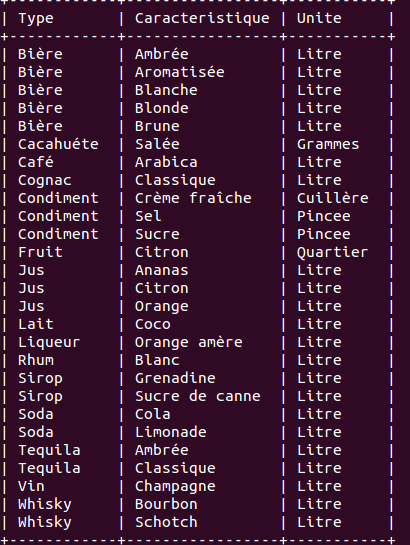 +------------+-----------------+-----------+
| Type       | Caracteristique | Unite     |
+------------+-----------------+-----------+
| Bière      | Ambrée          | Litre     |
| Bière      | Aromatisée      | Litre     |
| Bière      | Blanche         | Litre     |
| Bière      | Blonde          | Litre     |
| Bière      | Brune           | Litre     |
| Cacahuéte  | Salée           | Grammes   |
| Café       | Arabica         | Litre     |
| Cognac     | Classique       | Litre     |
| Condiment  | Crème fraîche   | Cuillère  |
| Condiment  | Sel             | Pincee    |
| Condiment  | Sucre           | Pincee    |
| Fruit      | Citron          | Quartier  |
| Jus        | Ananas          | Litre     |
| Jus        | Citron          | Litre     |
| Jus        | Orange          | Litre     |
| Lait       | Coco            | Litre     |
| Liqueur    | Orange amère    | Litre     |
| Rhum       | Blanc           | Litre     |
| Sirop      | Grenadine       | Litre     |
| Sirop      | Sucre de canne  | Litre     |
| Soda       | Cola            | Litre     |
| Soda       | Limonade        | Litre     |
| Tequila    | Ambrée          | Litre     |
| Tequila    | Classique       | Litre     |
| Vin        | Champagne       | Litre     |
| Whisky     | Bourbon         | Litre     |
| Whisky     | Schotch         | Litre     |
+------------+-----------------+-----------+